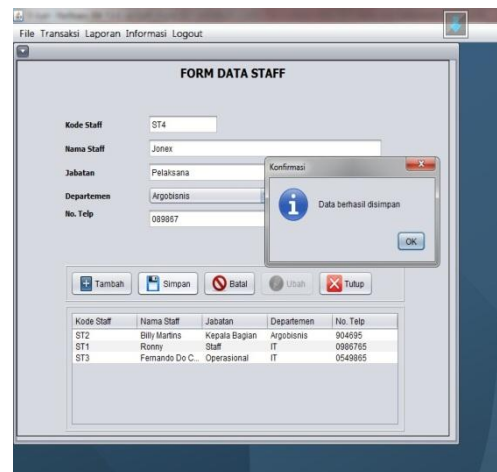 File Transaksi Laporan Informasi Logout
FORM DATA STAFF
Kode Staff ST4
Nama Staff Jonex
Jabatan Pelaksana
Departemen Argobisnis
No. Telp 089867
Konfirmasi
Data berhasil disimpan
OK
Tambah Simpan Batal Ubah Tutup
Kode Staff Nama Staff Jabatan Departemen No. Telp
ST2 Billy Martins Kepala Bagian Argobisnis 904695
ST1 Ronny Staff IT 0986765
ST3 Fernando Do C... Operasional IT 0549865